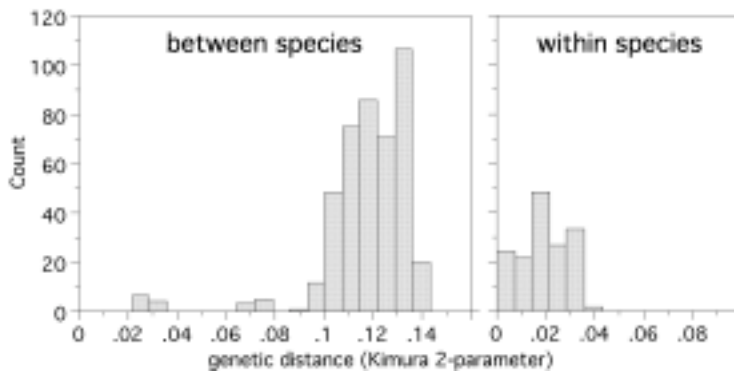 between species
within species
120
100
80
60
40
20
0
Count
0 .02 .04 .06 .08 .1 .12 .14
0 .02 .04 .06 .08
genetic distance (Kimura 2-parameter)